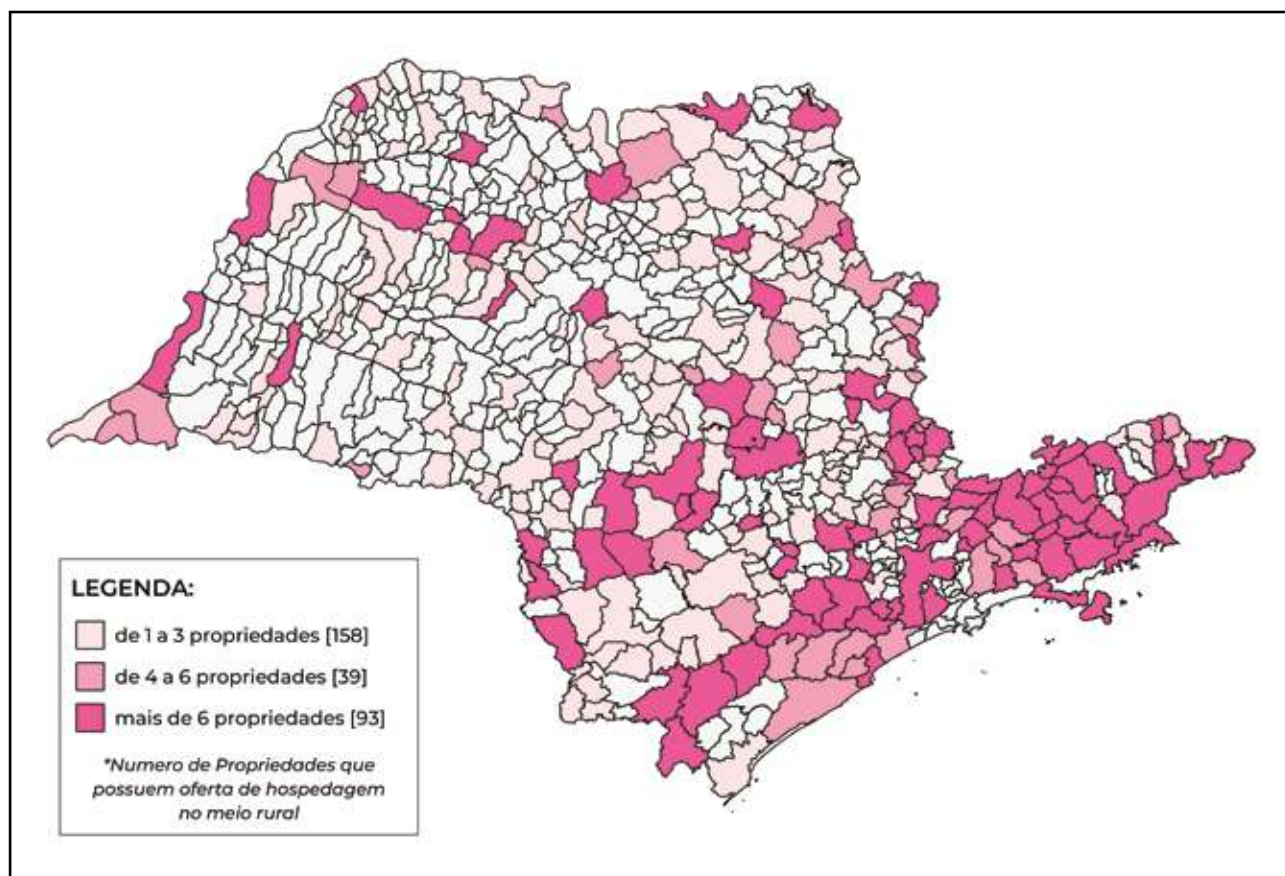 LEGENDA:
de 1 a 3 propriedades [158]
de 4 a 6 propriedades [39]
mais de 6 propriedades [93]
*Numero de Propriedades que
possuem oferta de hospedagem
no meio rural